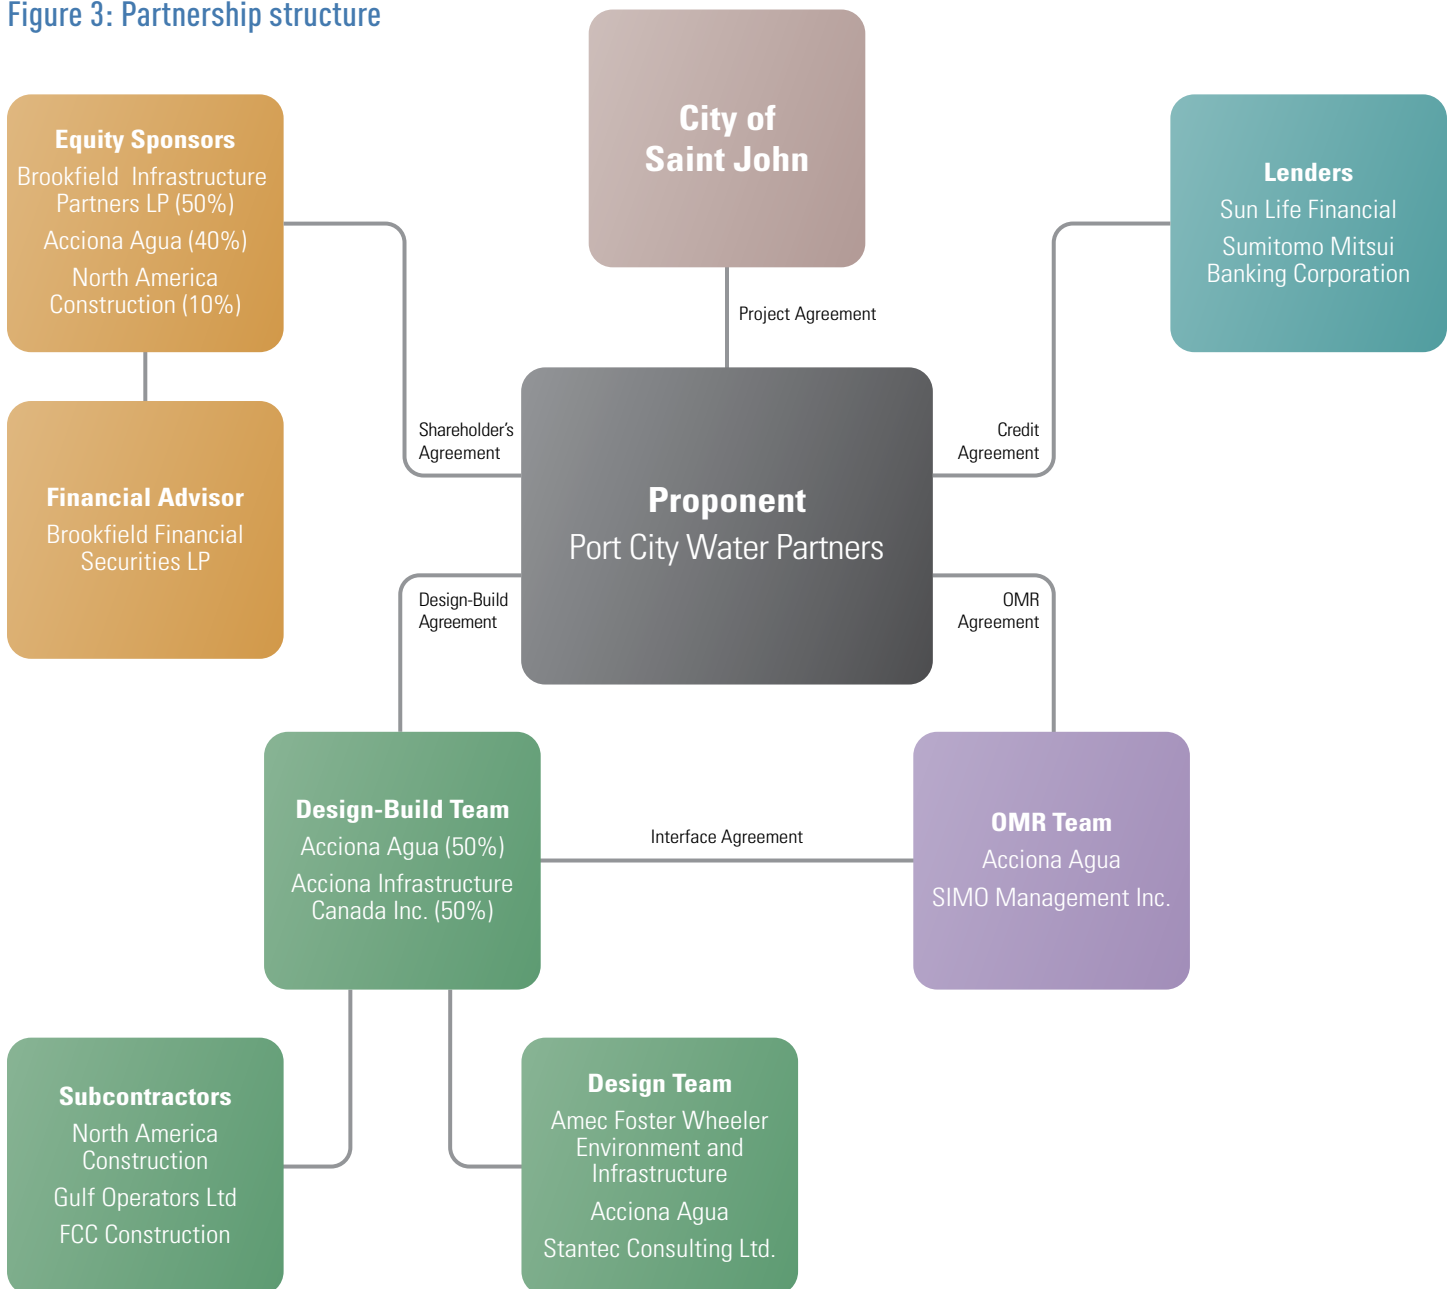 Figure 3: Partnership structure
City of
Saint John
Equity Sponsors
Brookfield Infrastructure
Partners LP (50%)
Acciona Agua (40%)
North America
Construction (10%)
Lenders
Sun Life Financial
Sumitomo Mitsui
Banking Corporation
Project Agreement
Shareholder's
Agreement
Credit
Agreement
Financial Advisor
Brookfield Financial
Securities LP
Proponent
Port City Water Partners
Design-Build
Agreement
OMR
Agreement
Design-Build Team
Acciona Agua (50%)
Acciona Infrastructure
Canada Inc. (50%)
Interface Agreement
OMR Team
Acciona Agua
SIMO Management Inc.
Subcontractors
North America
Construction
Gulf Operators Ltd
FCC Construction
Design Team
Amec Foster Wheeler
Environment and
Infrastructure
Acciona Agua
Stantec Consulting Ltd.